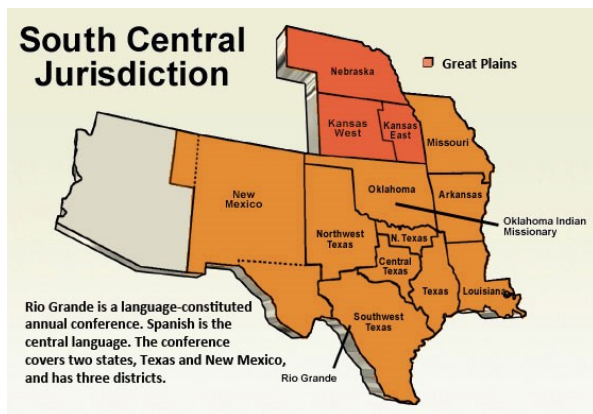 South Central
Jurisdiction
Great Plains
Nebraska
Kansas
West
Kansas
East
Missouri
New
Mexico
Oklahoma
Arkansas
Oklahoma Indian
Missionary
Northwest
Texas
N. Texas
Central
Texas
Texas
Louisiana
Southwest
Texas
Rio Grande is a language-constituted
annual conference. Spanish is the
central language. The conference
covers two states, Texas and New Mexico,
and has three districts.
Rio Grande